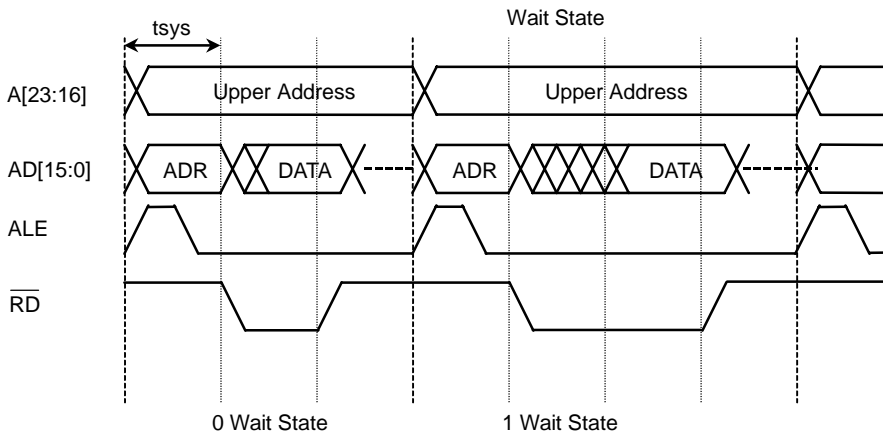 Wait State
tsys
A[23:16]
Upper Address
Upper Address
AD[15:0]
ADR
DATA
ADR
DATA
ALE
RD
0 Wait State
1 Wait State